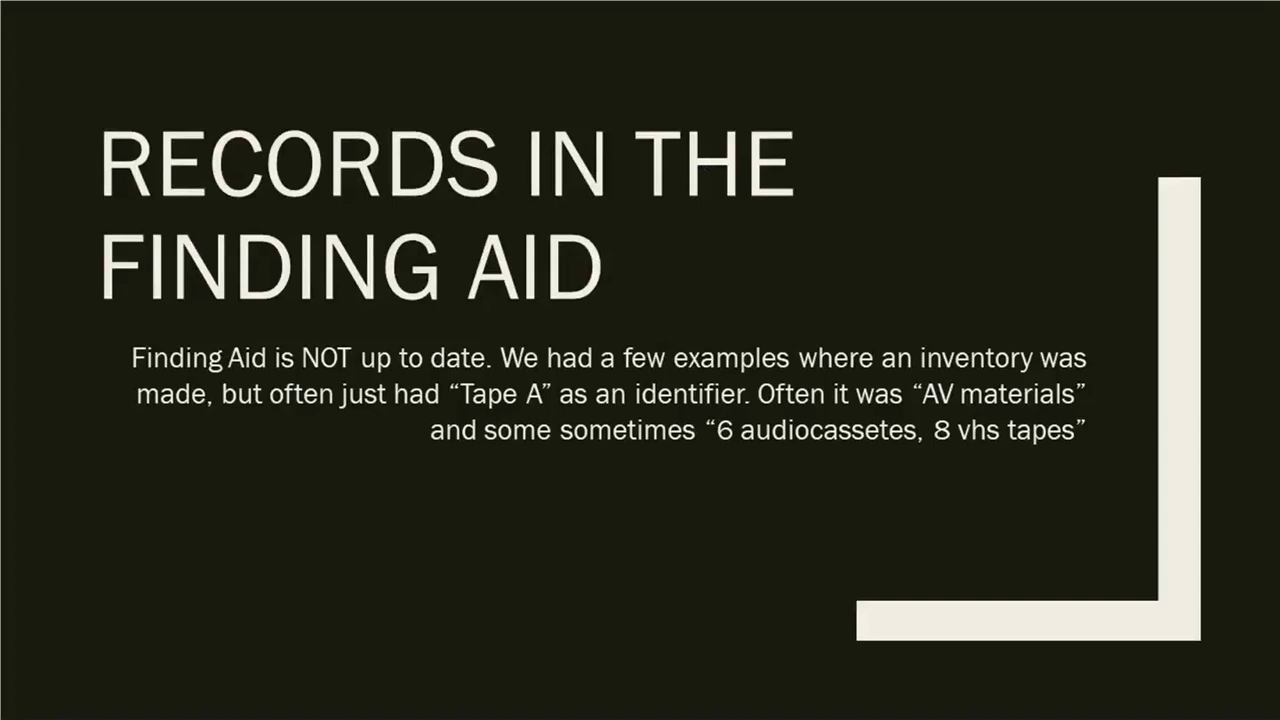 RECORDS IN THE
FINDING AID
Finding Aid is NOT up to date. We had a few examples where an inventory was
made, but often just had “Tape A” as an identifier. Often it was “AV materials”
and some sometimes “6 audiocassetes, 8 vhs tapes”